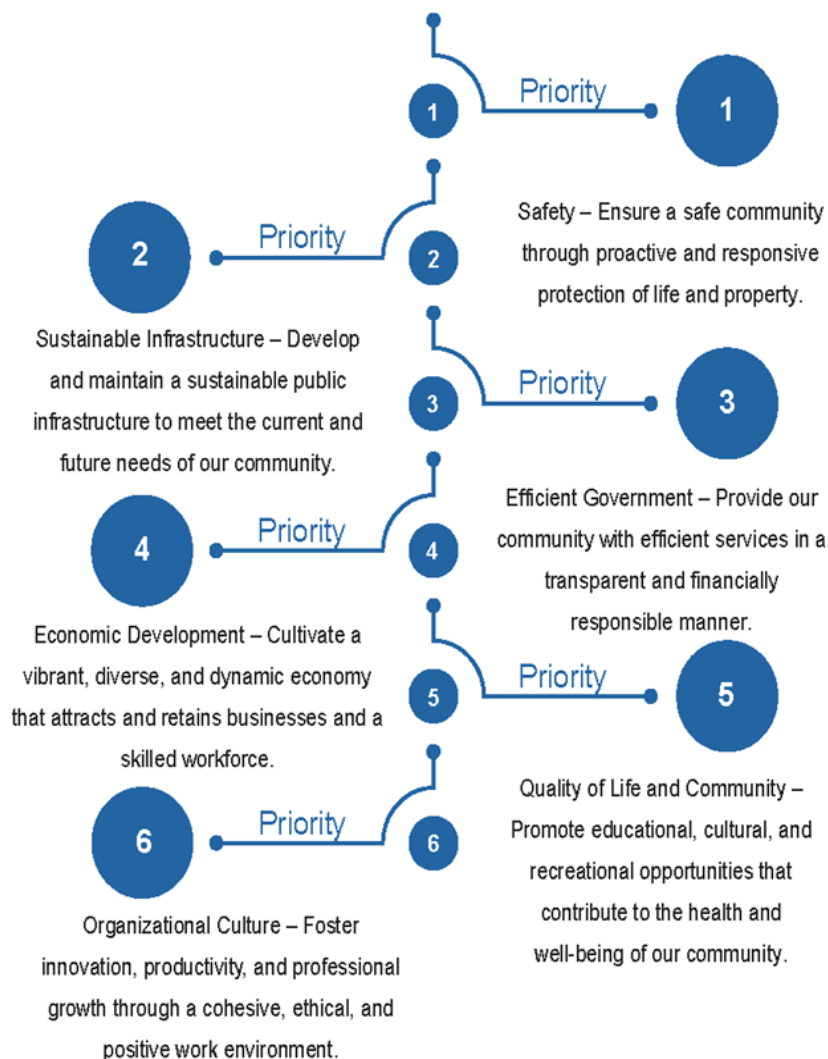 Priority
1
1
Safety – Ensure a safe community
through proactive and responsive
protection of life and property.
Priority
2
2
Sustainable Infrastructure – Develop
and maintain a sustainable public
infrastructure to meet the current and
future needs of our community.
Priority
3
3
Efficient Government – Provide our
community with efficient services in a
transparent and financially
responsible manner.
Priority
4
4
Economic Development – Cultivate a
vibrant, diverse, and dynamic economy
that attracts and retains businesses and a
skilled workforce.
Priority
5
5
Quality of Life and Community –
Promote educational, cultural, and
recreational opportunities that
contribute to the health and
well-being of our community.
Priority
6
6
Organizational Culture – Foster
innovation, productivity, and professional
growth through a cohesive, ethical, and
positive work environment.